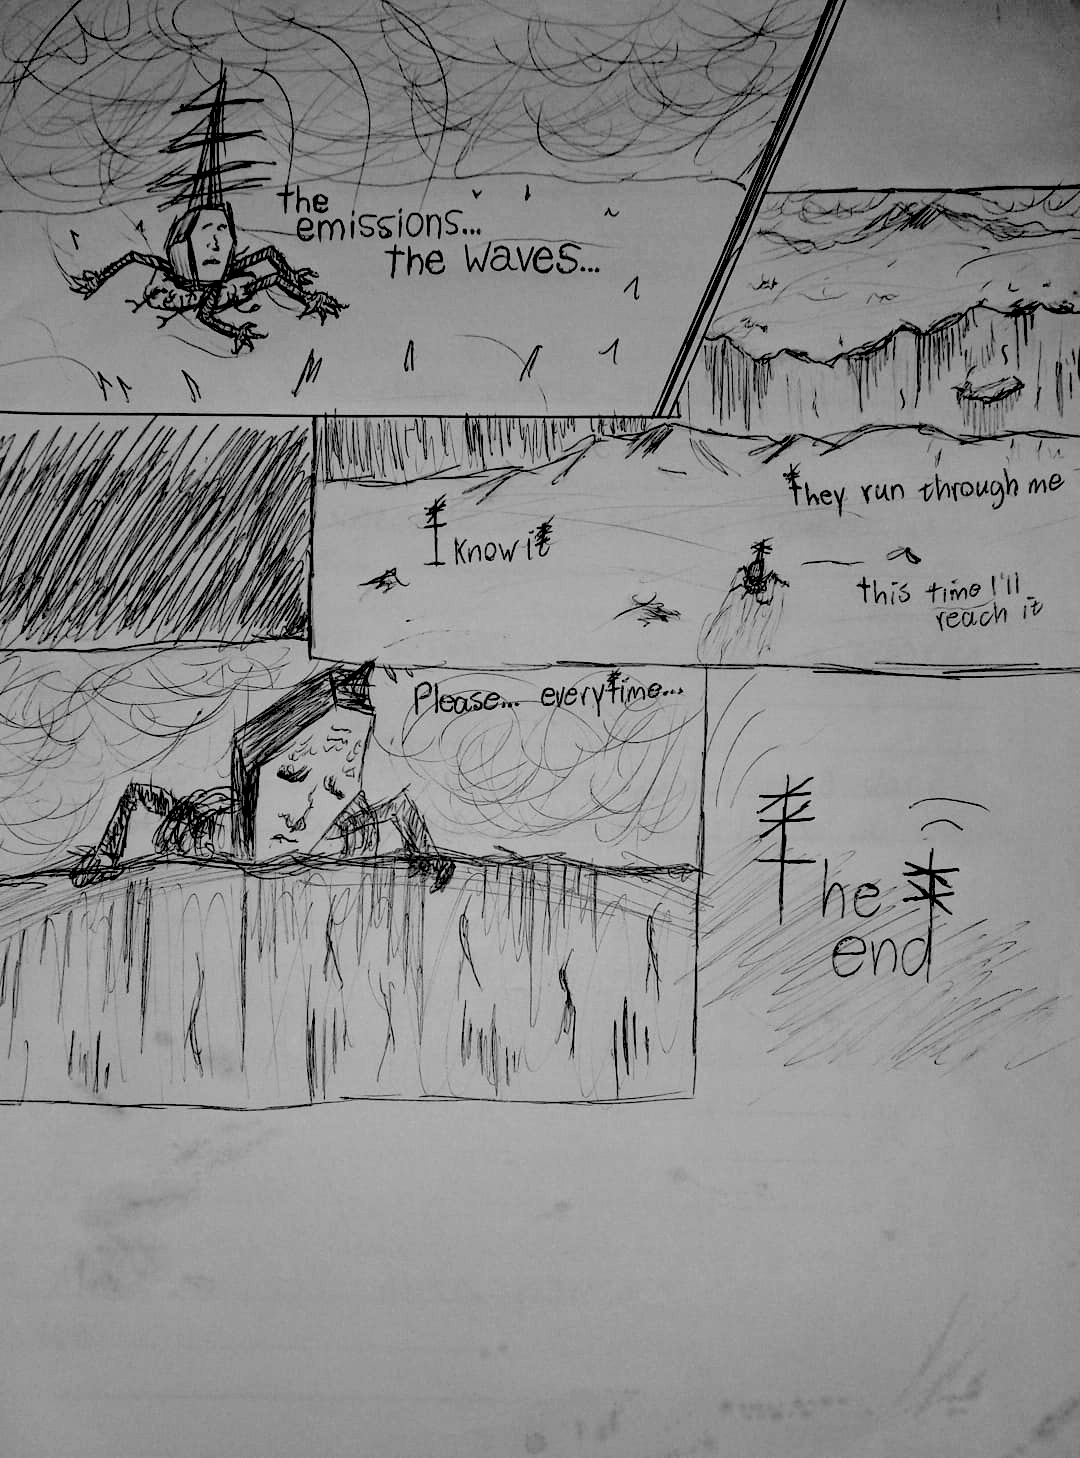 the
emissions...
the waves...
They run through me
I know it
this time I'll
reach it
Please... everytime...
The
end